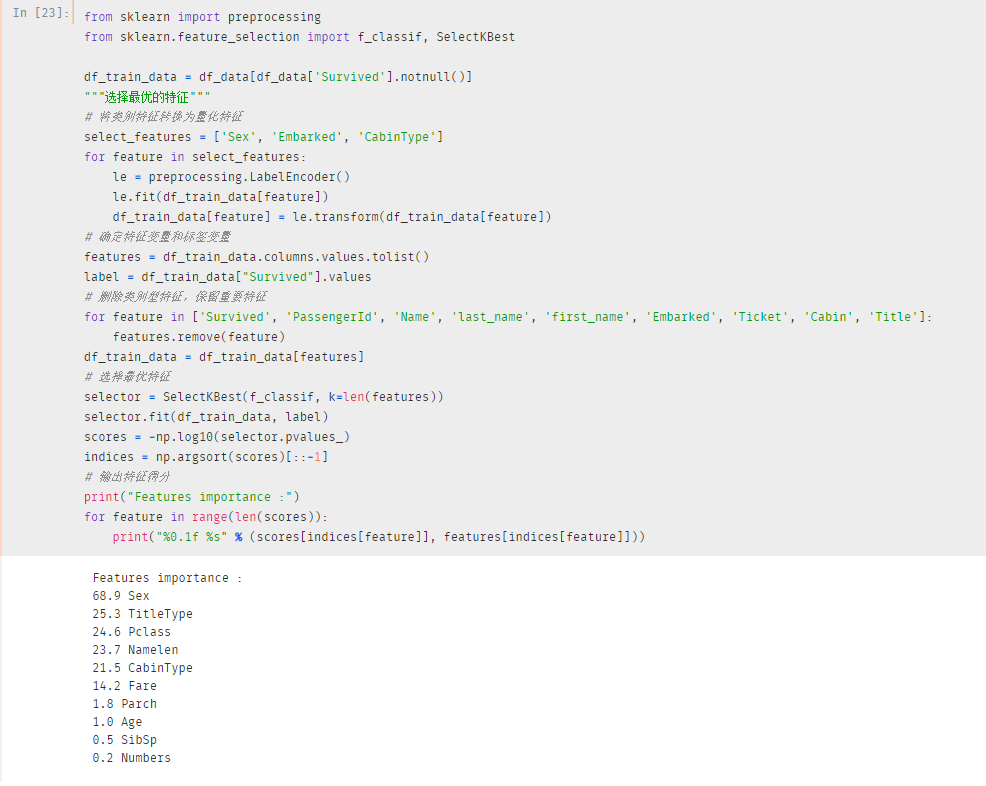 In [23]:
from sklearn import preprocessing
from sklearn.feature_selection import f_classif, SelectKBest
df_train_data = df_data[df_data['Survived'].notnull()]
"""选择最优的特征"""
# 将类别特征转换为量化特征
select_features = ['Sex', 'Embarked', 'CabinType']
for feature in select_features:
    le = preprocessing.LabelEncoder()
    le.fit(df_train_data[feature])
    df_train_data[feature] = le.transform(df_train_data[feature])
# 确定特征变量和标签变量
features = df_train_data.columns.values.tolist()
label = df_train_data["Survived"].values
# 删除类别型特征，保留重要特征
for feature in ['Survived', 'PassengerId', 'Name', 'last_name', 'first_name', 'Embarked', 'Ticket', 'Cabin', 'Title']:
    features.remove(feature)
df_train_data = df_train_data[features]
# 选择最优特征
selector = SelectKBest(f_classif, k=len(features))
selector.fit(df_train_data, label)
scores = -np.log10(selector.pvalues_)
indices = np.argsort(scores)[::-1]
# 输出特征得分
print("Features importance :")
for feature in range(len(scores)):
    print("%0.1f %s" % (scores[indices[feature]], features[indices[feature]]))
Features importance :
68.9 Sex
25.3 TitleType
24.6 Pclass
23.7 Namelen
21.5 CabinType
14.2 Fare
1.8 Parch
1.0 Age
0.5 SibSp
0.2 Numbers